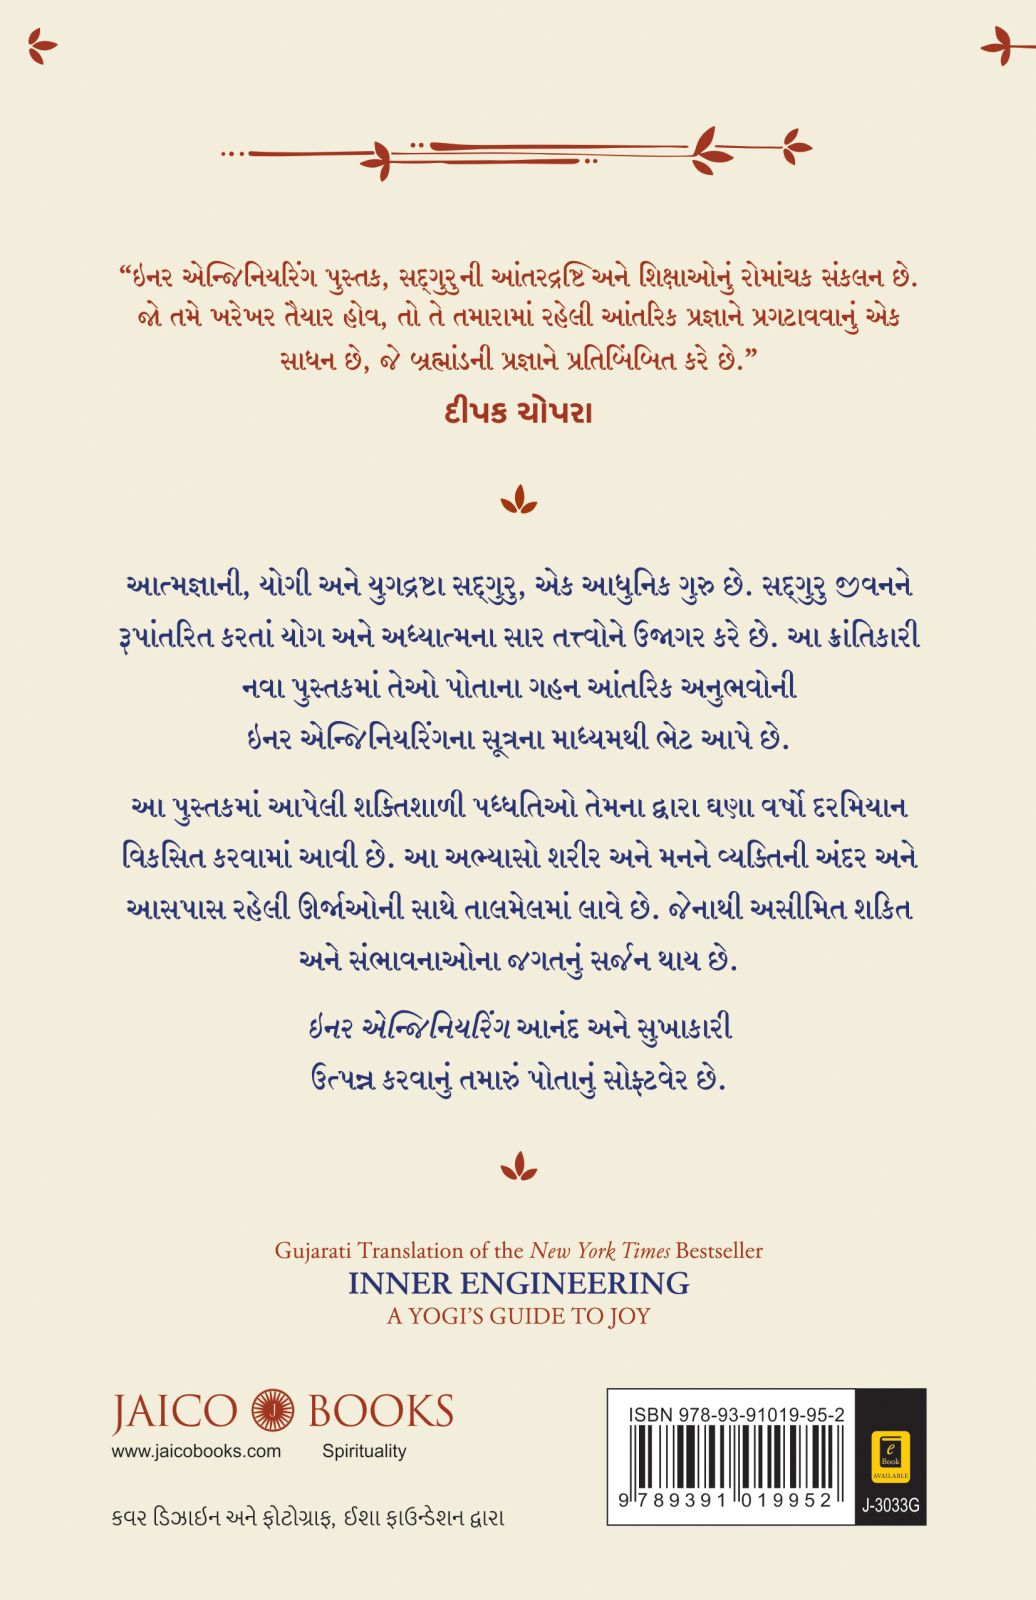 “ઇનર એન્જિનિયરિંગ પુસ્તક, સદ્‌ગુરુની આંતરદ્રષ્ટિ અને શિક્ષાઓનું રોમાંચક સંકલન છે.
જો તમે ખરેખર તૈયાર હોવ, તો તે તમારામાં રહેલી આંતરિક પ્રજ્ઞાને પ્રગટાવવાનું એક
સાધન છે, જે બ્રહ્માંડની પ્રજ્ઞાને પ્રતિબિંબિત કરે છે.”
દીપક ચોપરા
આત્મજ્ઞાની, યોગી અને યુગદ્રષ્ટા સદ્‌ગુરુ, એક આધુનિક ગુરુ છે. સદ્‌ગુરુ જીવનને
રૂપાંતરિત કરતાં યોગ અને અધ્યાત્મના સાર તત્ત્વોને ઉજાગર કરે છે. આ ક્રાંતિકારી
નવા પુસ્તકમાં તેઓ પોતાના ગહન આંતરિક અનુભવોની
ઇનર એન્જિનિયરિંગના સૂત્રના માધ્યમથી ભેટ આપે છે.
આ પુસ્તકમાં આપેલી શક્તિશાળી પધ્ધતિઓ તેમના દ્વારા ઘણા વર્ષો દરમિયાન
વિકસિત કરવામાં આવી છે. આ અભ્યાસો શરીર અને મનને વ્યક્તિની અંદર અને
આસપાસ રહેલી ઊર્જાઓની સાથે તાલમેલમાં લાવે છે. જેનાથી અસીમિત શકિત
અને સંભાવનાઓના જગતનું સર્જન થાય છે.
ઇનર એન્જિનિયરિંગ આનંદ અને સુખાકારી
ઉત્પન્ન કરવાનું તમારું પોતાનું સોફ્ટવેર છે.
Gujarati Translation of the New York Times Bestseller
INNER ENGINEERING
A YOGI’S GUIDE TO JOY
JAICO J BOOKS
www.jaicobooks.com Spirituality
કવર ડિઝાઇન અને ફોટોગ્રાફ, ઈશા ફાઉન્ડેશન દ્વારા
ISBN 978-93-91019-95-2
9 789391 019952
e
Book
AVAILABLE
J-3033G